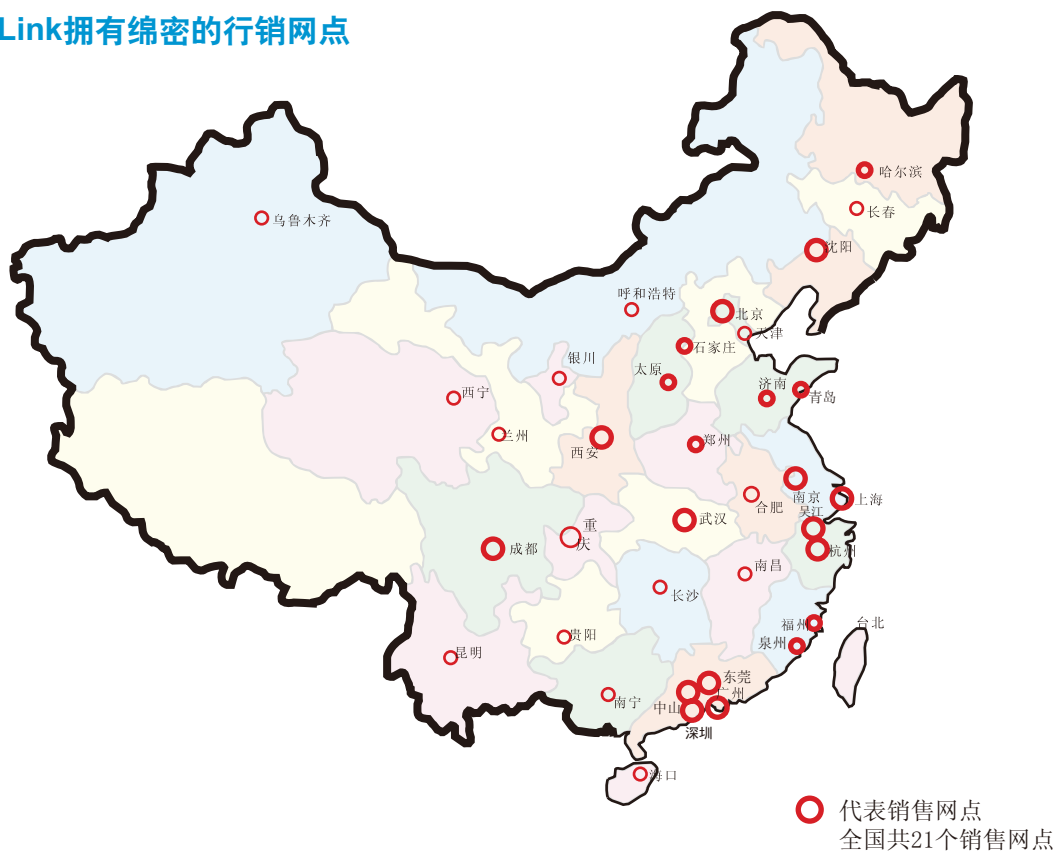 Link拥有绵密的行销网点
哈尔滨
长春
乌鲁木齐
沈阳
呼和浩特
北京
天津
石家庄
银川
太原
济南
西宁
青岛
兰州
郑州
西安
南京
上海
合肥
吴江
武汉
重
庆
成都
杭州
南昌
长沙
福州
台北
贵阳
泉州
昆明
东莞
广州
南宁
中山
深圳
海口
代表销售网点
全国共21个销售网点